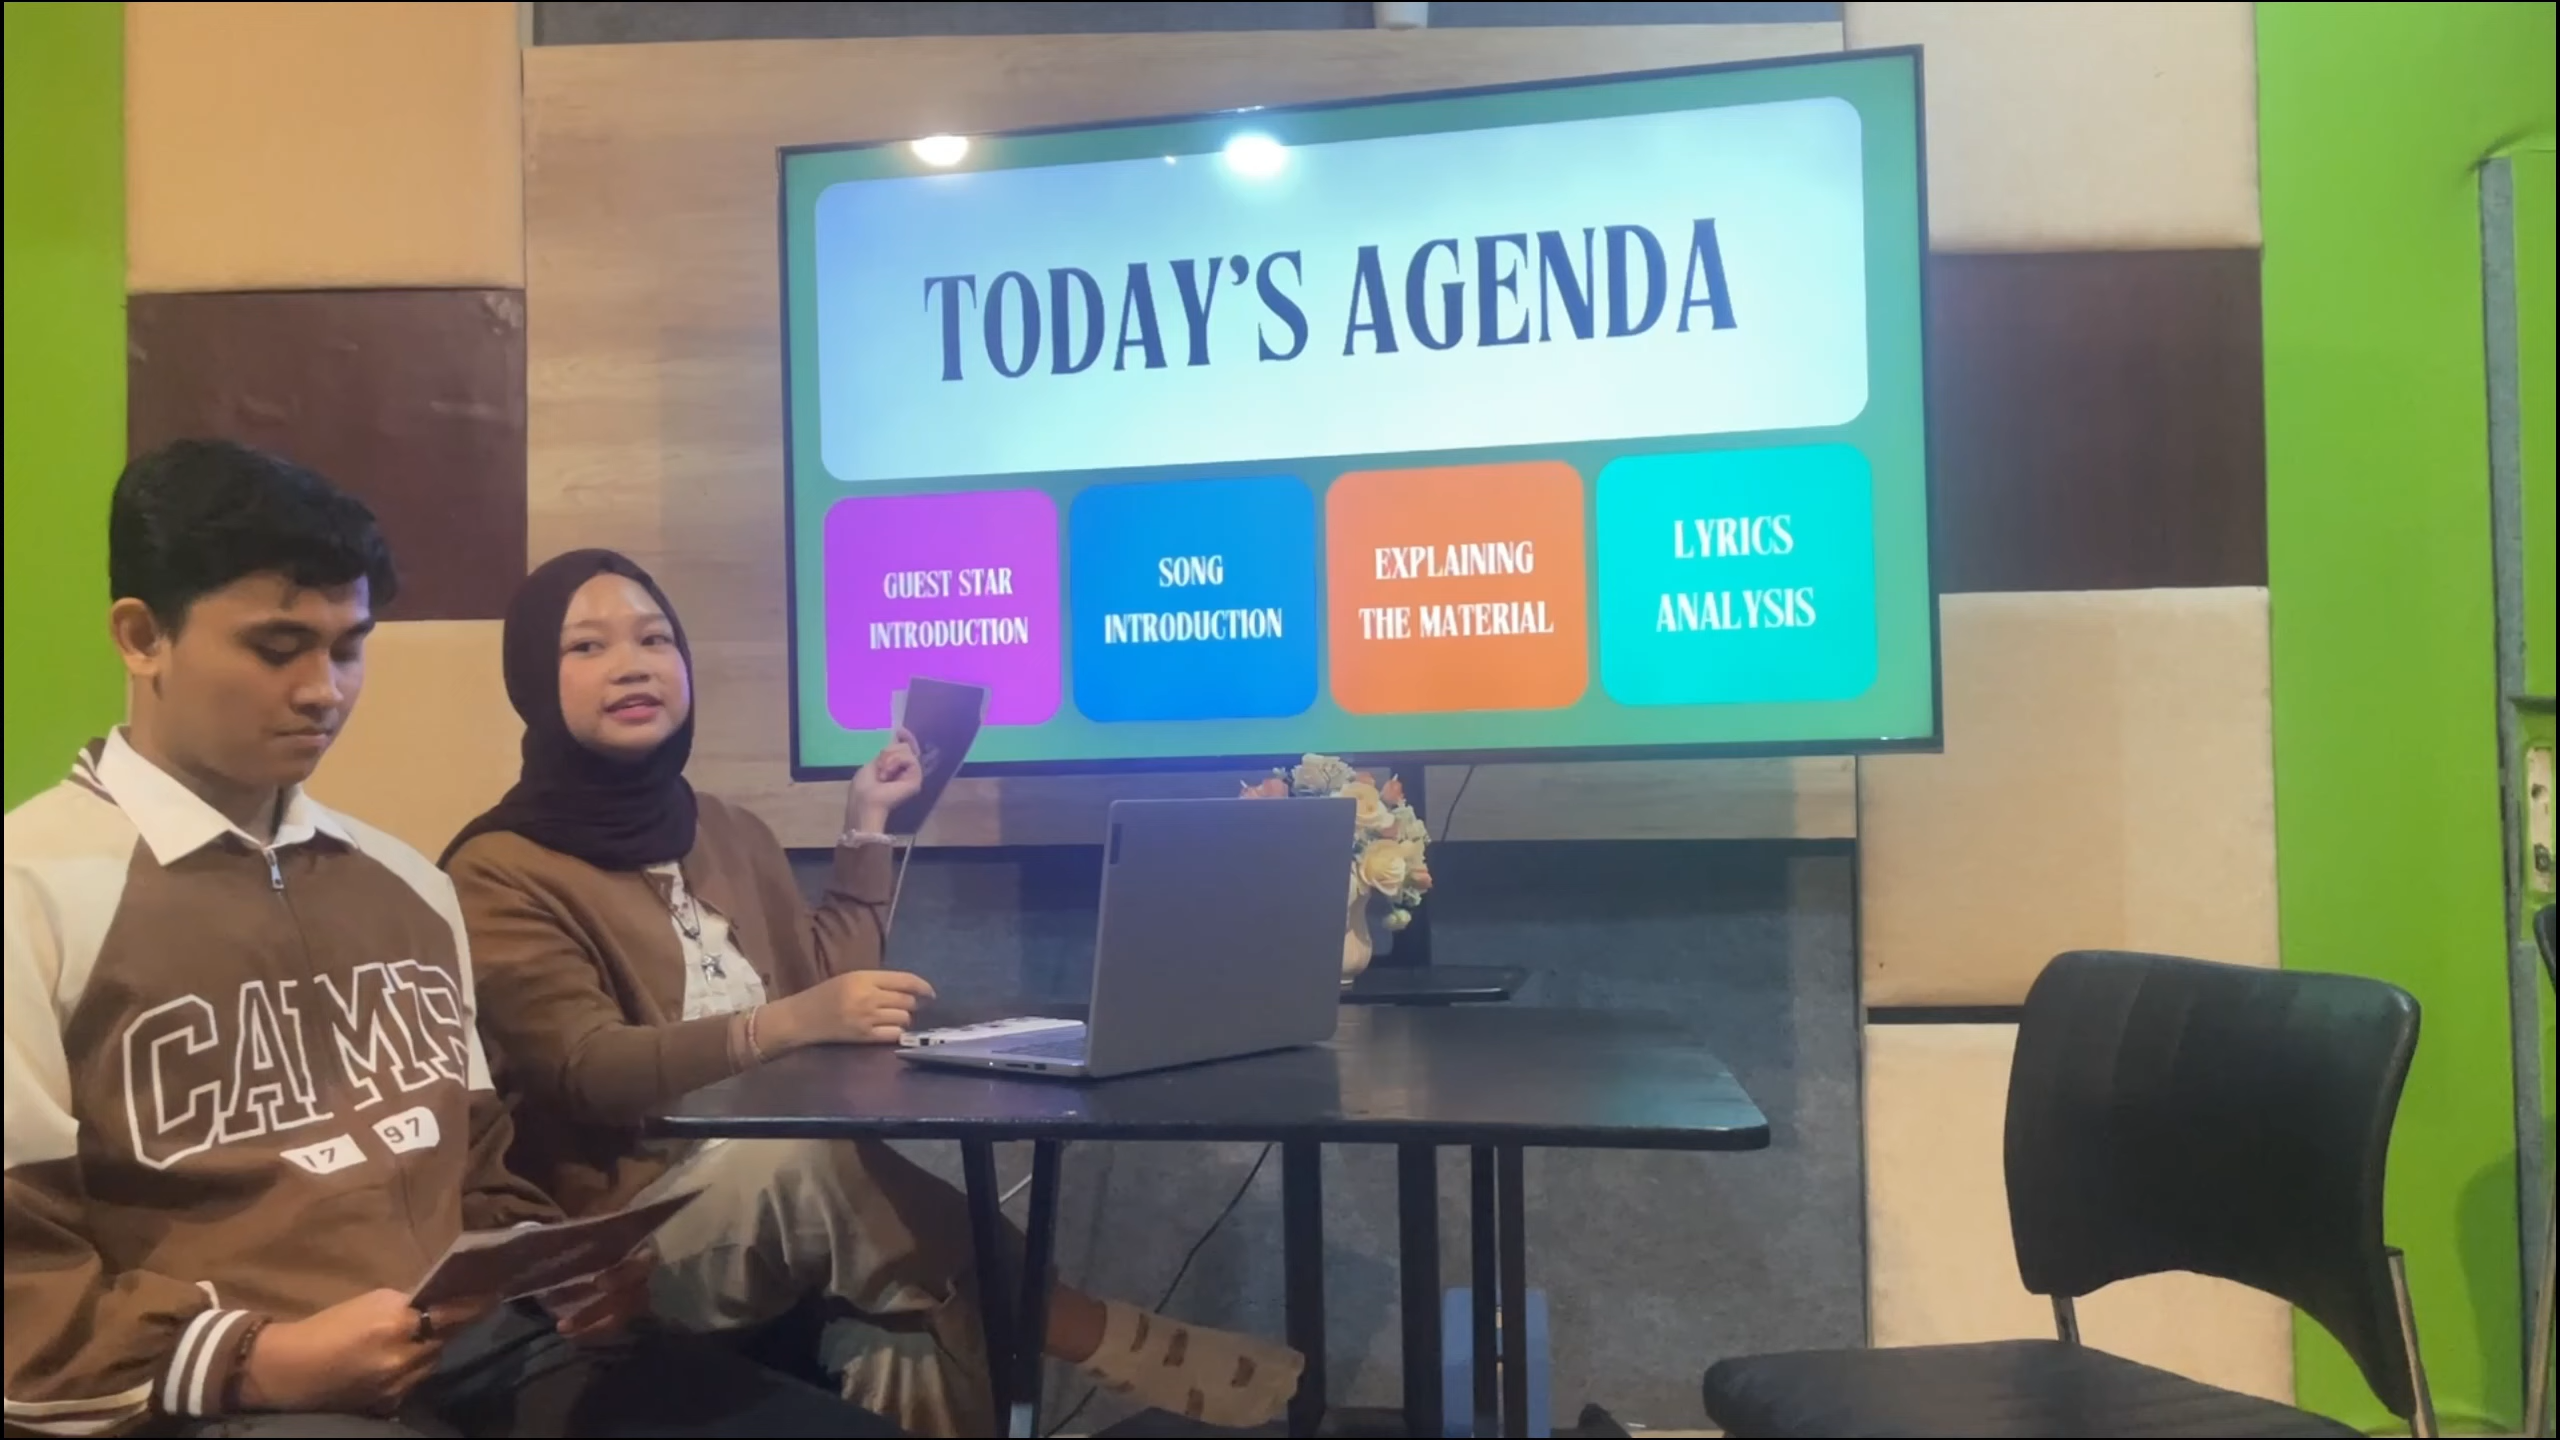 TODAY'S AGENDA
GUEST STAR
INTRODUCTION
SONG
INTRODUCTION
EXPLAINING
THE MATERIAL
LYRICS
ANALYSIS
CAMP
17 97